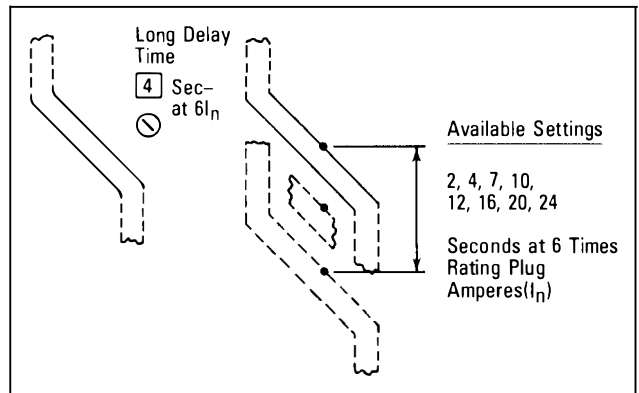 Long Delay
Time
4 Sec–
at 6In
Available Settings
2, 4, 7, 10,
12, 16, 20, 24
Seconds at 6 Times
Rating Plug
Amperes(In)